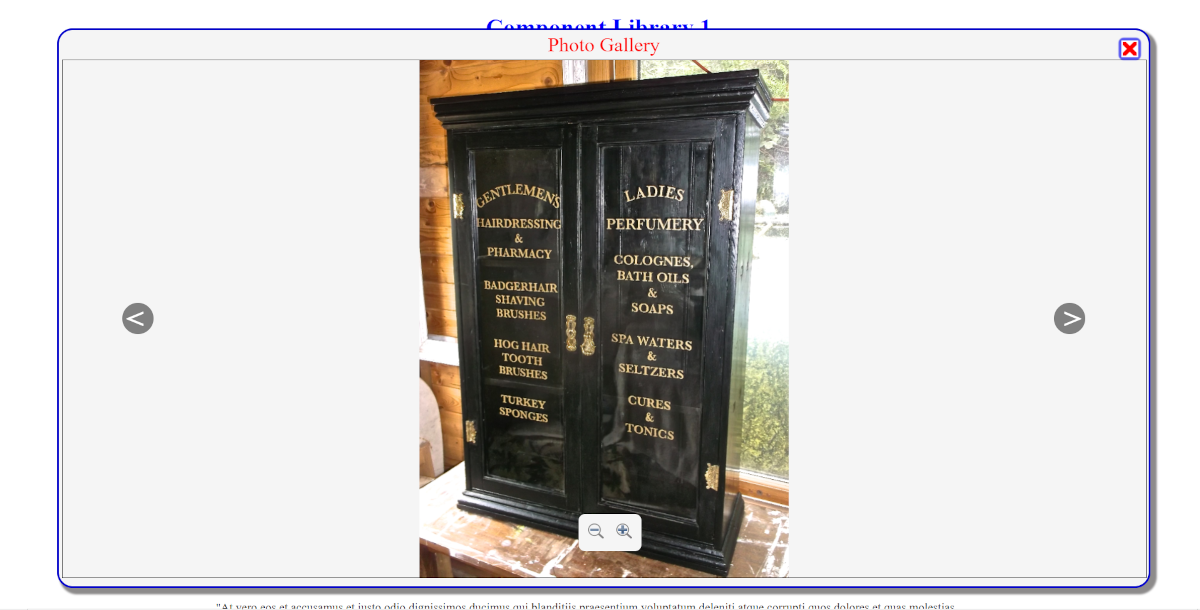 Component Library 1
Photo Gallery
GENTLEMENS
HAIRDRESSING
&
PHARMACY
BADGERHAIR
SHAVING
BRUSHES
HOG HAIR
TOOTH
BRUSHES
TURKEY
SPONGES
LADIES
PERFUMERY
COLOGNES,
BATH OILS
&
SOAPS
SPA WATERS
&
SELTZERS
CURES
&
TONICS
"At vero eos et accusamus et iusto odio dignissimos ducimus qui blanditiis praesentium voluptatum deleniti atque corrupti quos dolores et quas molestias